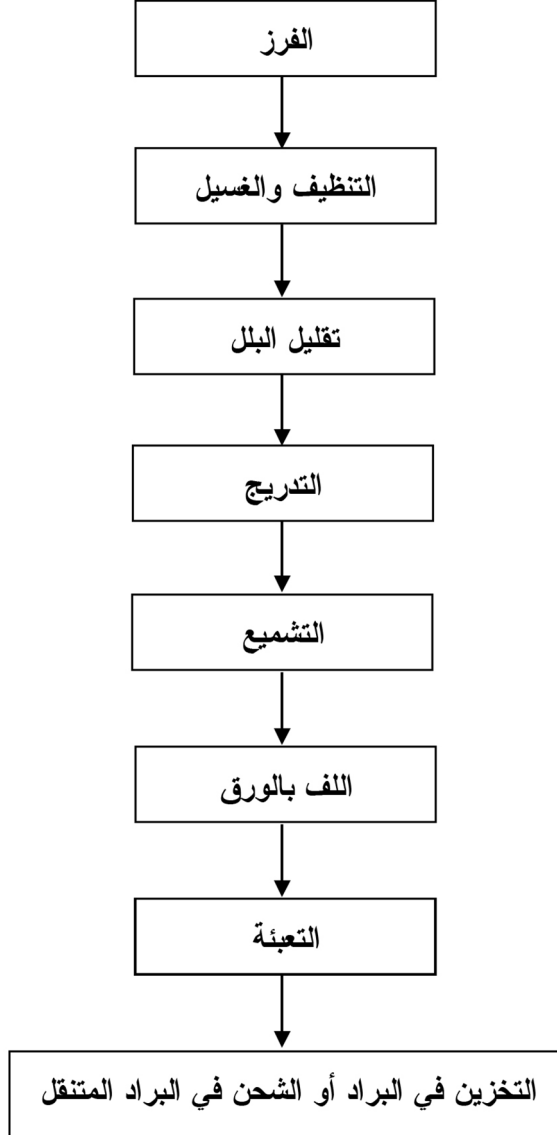 الفرز
التنظيف والغسيل
تقليل البلل
التدريج
التشميع
اللف بالورق
التعبئة
التخزين في البراد أو الشحن في البراد المتنقل